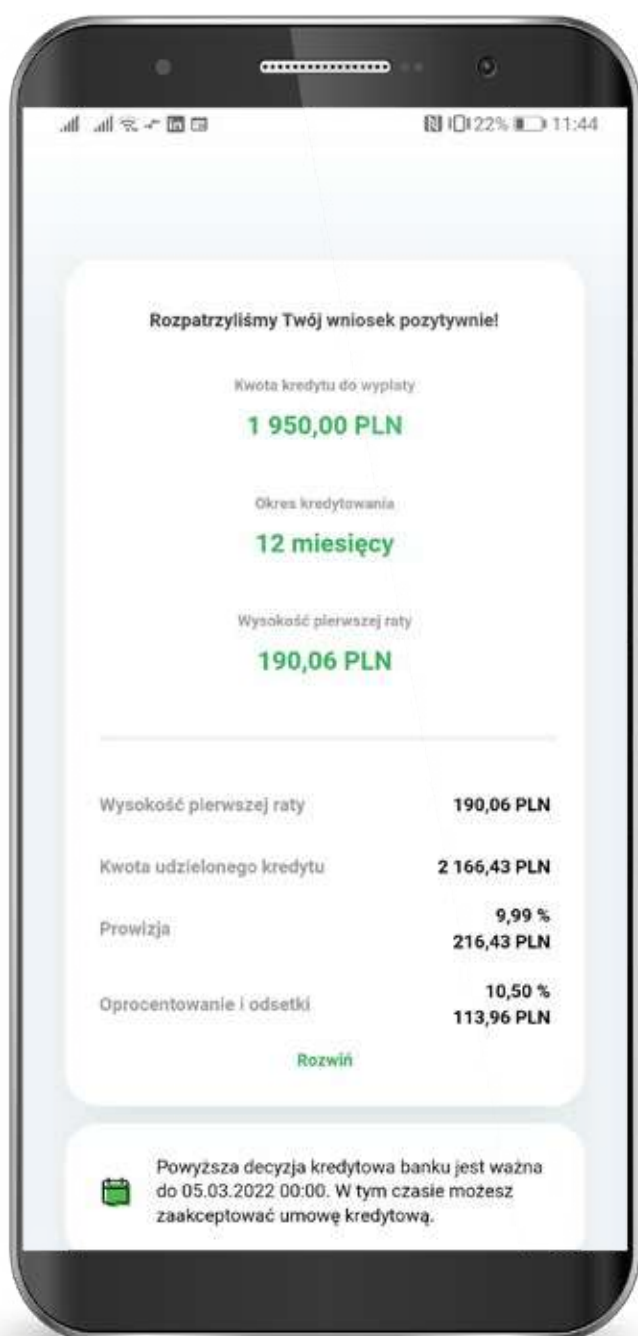 22% 11:44
Rozpatrzyliśmy Twój wniosek pozytywnie!
Kwota kredytu do wypłaty
1 950,00 PLN
Okres kredytowania
12 miesięcy
Wysokość pierwszej raty
190,06 PLN
Wysokość pierwszej raty 190,06 PLN
Kwota udzielonego kredytu 2 166,43 PLN
Prowizja 9,99 %
216,43 PLN
Oprocentowanie i odsetki 10,50 %
113,96 PLN
Rozwiń
Powyższa decyzja kredytowa banku jest ważna
do 05.03.2022 00:00. W tym czasie możesz
zaakceptować umowę kredytową.